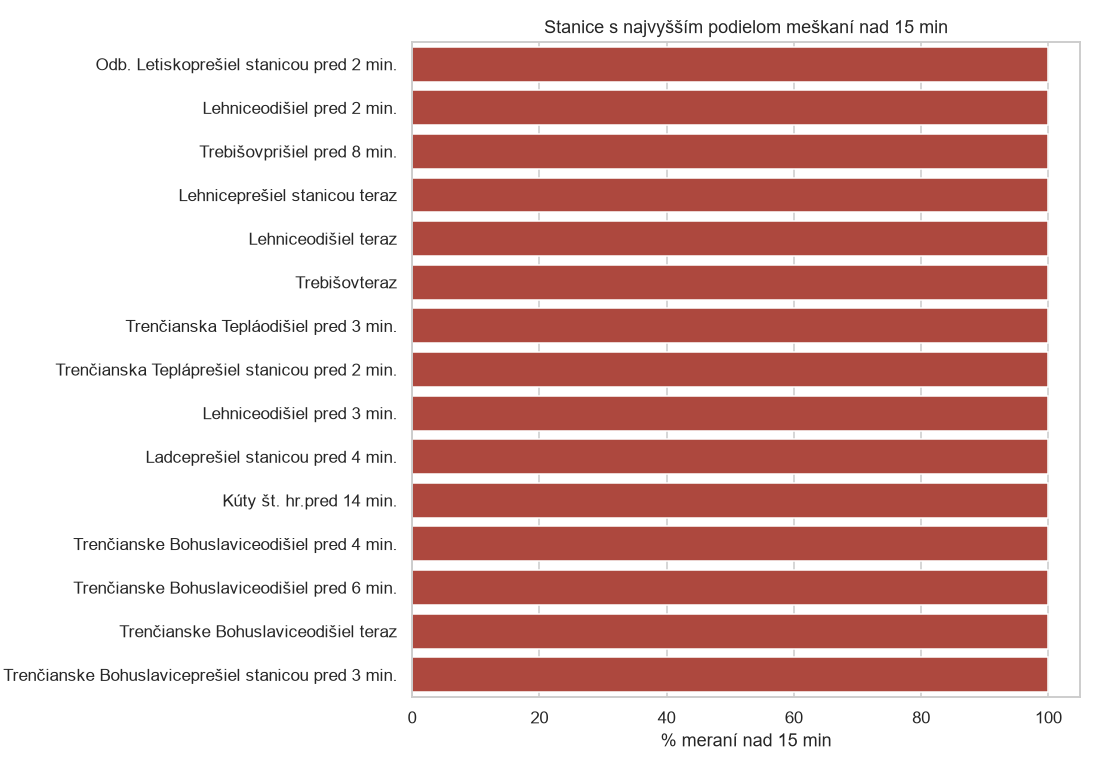 Stanice s najvyšším podielom meškaní nad 15 min
Odb. Letiskoprešiel stanicou pred 2 min.
Lehniceodišiel pred 2 min.
Trebišovprišiel pred 8 min.
Lehniceprešiel stanicou teraz
Lehniceodišiel teraz
Trebišovteraz
Trenčianska Tepláodišiel pred 3 min.
Trenčianska Tepláprešiel stanicou pred 2 min.
Lehniceodišiel pred 3 min.
Ladceprešiel stanicou pred 4 min.
Kúty št. hr.pred 14 min.
Trenčianske Bohuslaviceodišiel pred 4 min.
Trenčianske Bohuslaviceodišiel pred 6 min.
Trenčianske Bohuslaviceodišiel teraz
Trenčianske Bohuslaviceprešiel stanicou pred 3 min.
0 20 40 60 80 100
% meraní nad 15 min